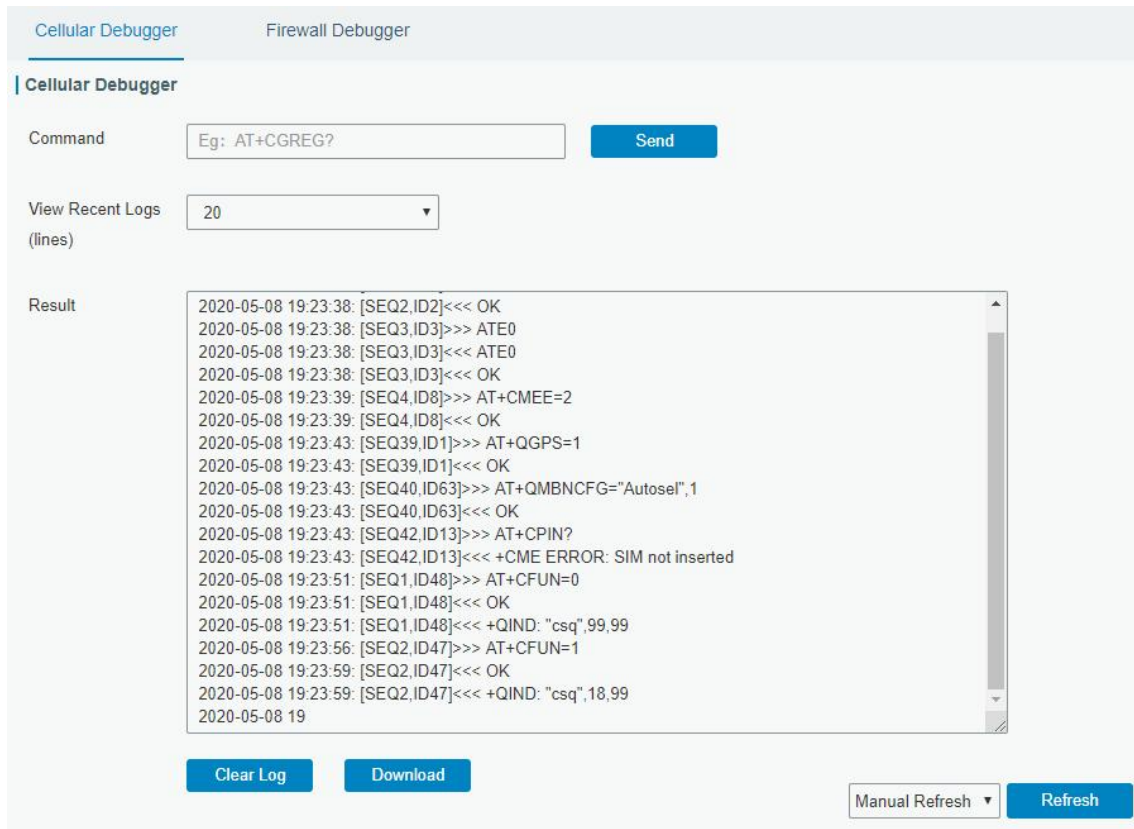 Cellular Debugger
Firewall Debugger
Cellular Debugger
Command
Eg: AT+CGREG?
Send
View Recent Logs
(lines)
20
Result
2020-05-08 19:23:38: [SEQ2,ID2]<<< OK
2020-05-08 19:23:38: [SEQ3,ID3]>>> ATE0
2020-05-08 19:23:38: [SEQ3,ID3]<<< ATE0
2020-05-08 19:23:38: [SEQ3,ID3]<<< OK
2020-05-08 19:23:39: [SEQ4,ID8]>>> AT+CMEE=2
2020-05-08 19:23:39: [SEQ4,ID8]<<< OK
2020-05-08 19:23:43: [SEQ39,ID1]>>> AT+QGPS=1
2020-05-08 19:23:43: [SEQ39,ID1]<<< OK
2020-05-08 19:23:43: [SEQ40,ID63]>>> AT+QMBNCFG="Autosel",1
2020-05-08 19:23:43: [SEQ40,ID63]<<< OK
2020-05-08 19:23:43: [SEQ42,ID13]>>> AT+CPIN?
2020-05-08 19:23:43: [SEQ42,ID13]<<< +CME ERROR: SIM not inserted
2020-05-08 19:23:51: [SEQ1,ID48]>>> AT+CFUN=0
2020-05-08 19:23:51: [SEQ1,ID48]<<< OK
2020-05-08 19:23:51: [SEQ1,ID48]<<< +QIND: "csq",99,99
2020-05-08 19:23:56: [SEQ2,ID47]>>> AT+CFUN=1
2020-05-08 19:23:59: [SEQ2,ID47]<<< OK
2020-05-08 19:23:59: [SEQ2,ID47]<<< +QIND: "csq",18,99
2020-05-08 19
Clear Log
Download
Manual Refresh
Refresh